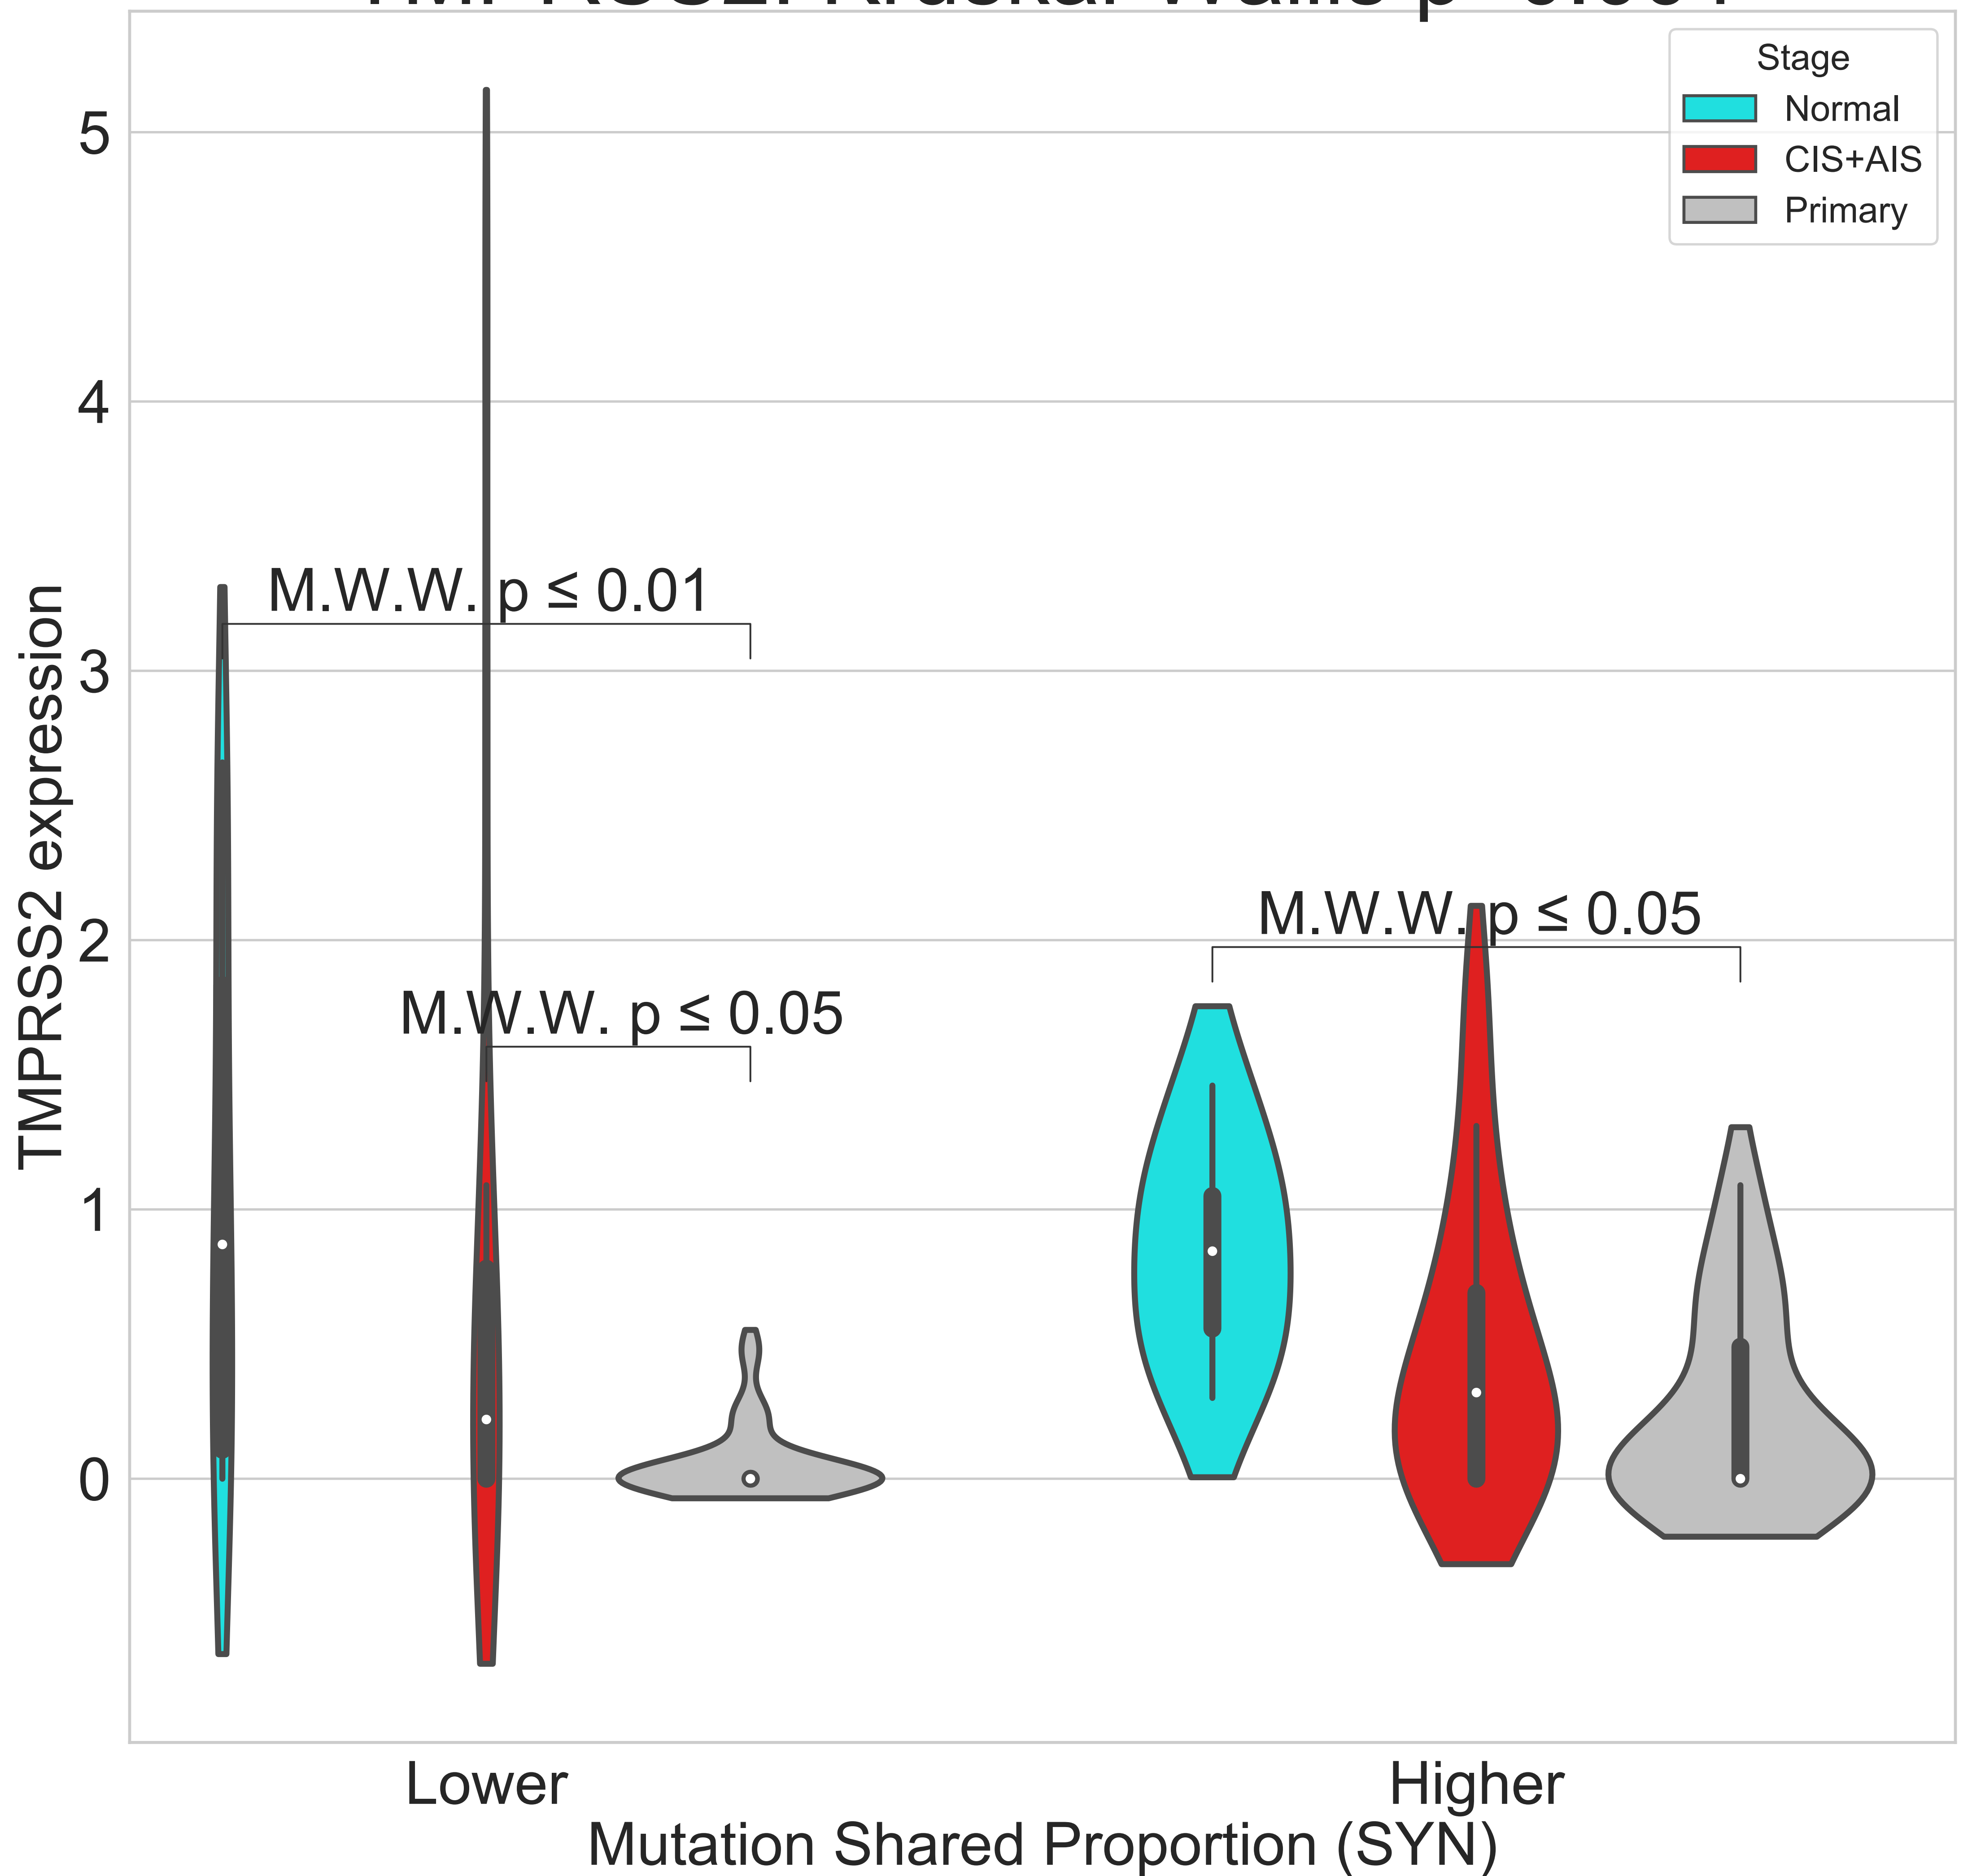 Stage
Normal
CIS+AIS
Primary
5
4
3
2
1
0
TMPRSS2 expression
M.W.W. p ≤ 0.01
M.W.W. p ≤ 0.05
M.W.W. p ≤ 0.05
Lower
Higher
Mutation Shared Proportion (SYN)